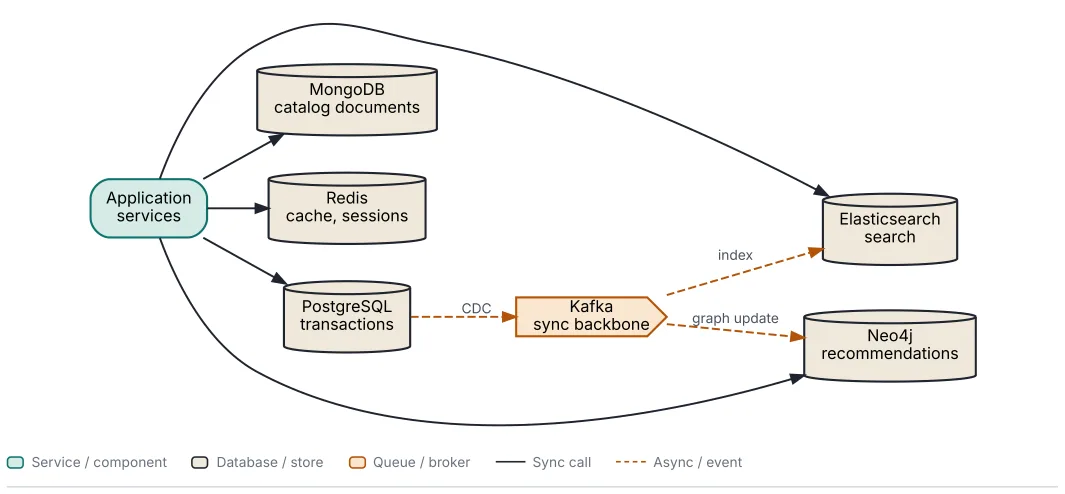 MongoDB
catalog documents
Application
services
Redis
cache, sessions
Elasticsearch
search
index
PostgreSQL
transactions
CDC
Kafka
sync backbone
graph update
Neo4j
recommendations
Service / component
Database / store
Queue / broker
Sync call
Async / event